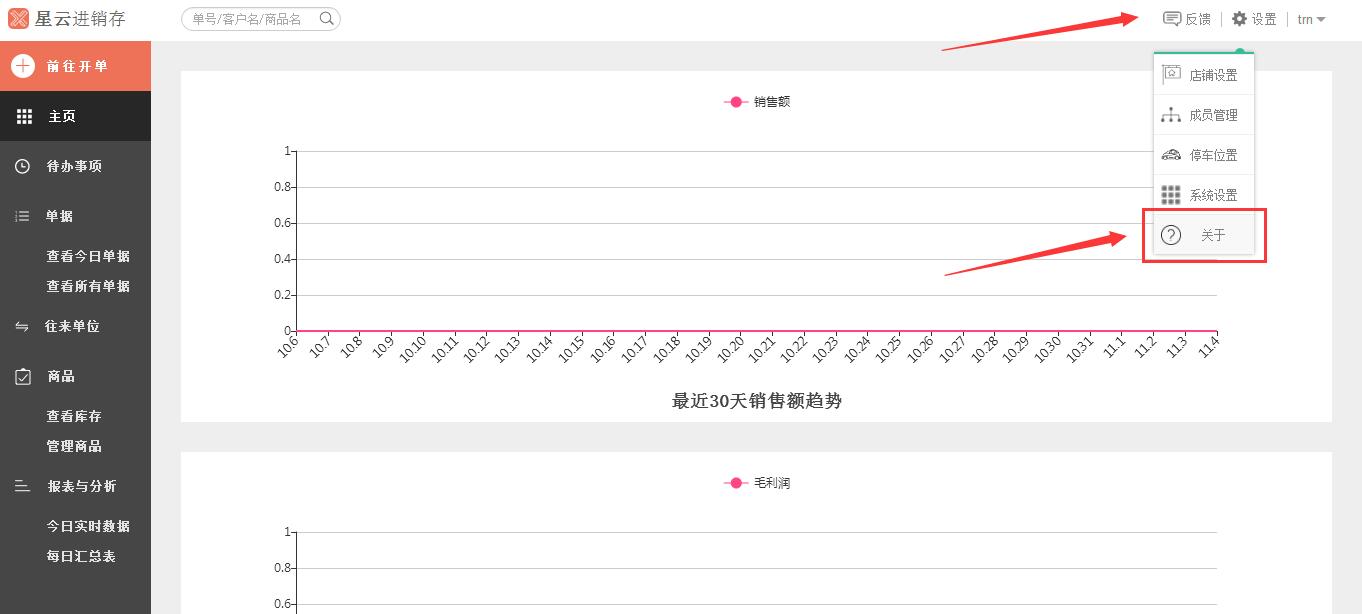 星云进销存
单号/客户名/商品名
反馈
设置
trn
前往开单
主页
待办事项
单据
查看今日单据
查看所有单据
往来单位
商品
查看库存
管理商品
报表与分析
今日实时数据
每日汇总表
店铺设置
成员管理
停车位置
系统设置
关于
销售额
1
0.8
0.6
0.4
0.2
0
10.6 10.7 10.8 10.9 10.10 10.11 10.12 10.13 10.14 10.15 10.16 10.17 10.18 10.19 10.20 10.21 10.22 10.23 10.24 10.25 10.26 10.27 10.28 10.29 10.30 10.31 11.1 11.2 11.3 11.4
最近30天销售额趋势
毛利润
1
0.8
0.6